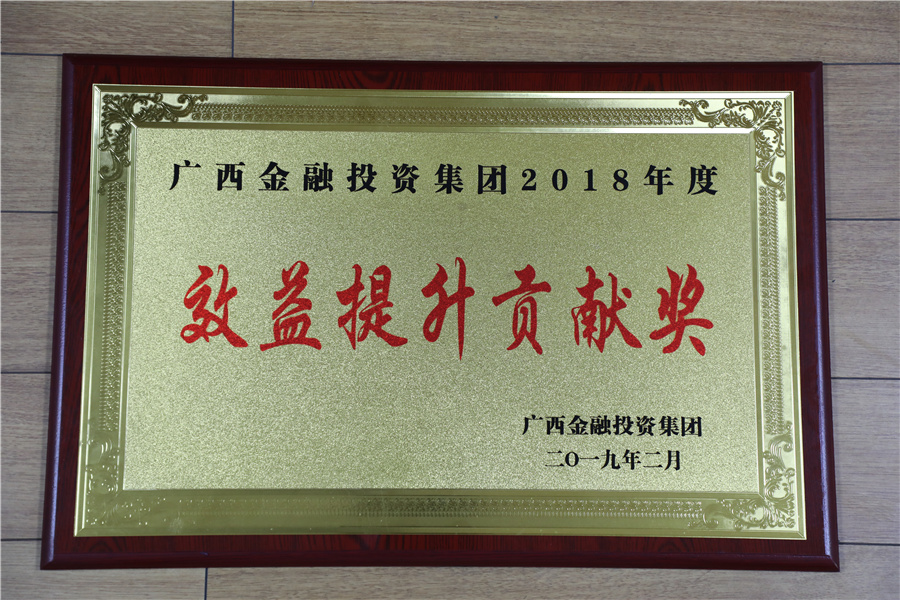 广西金融投资集团2018年度
效益提升贡献奖
广西金融投资集团
二〇一九年二月